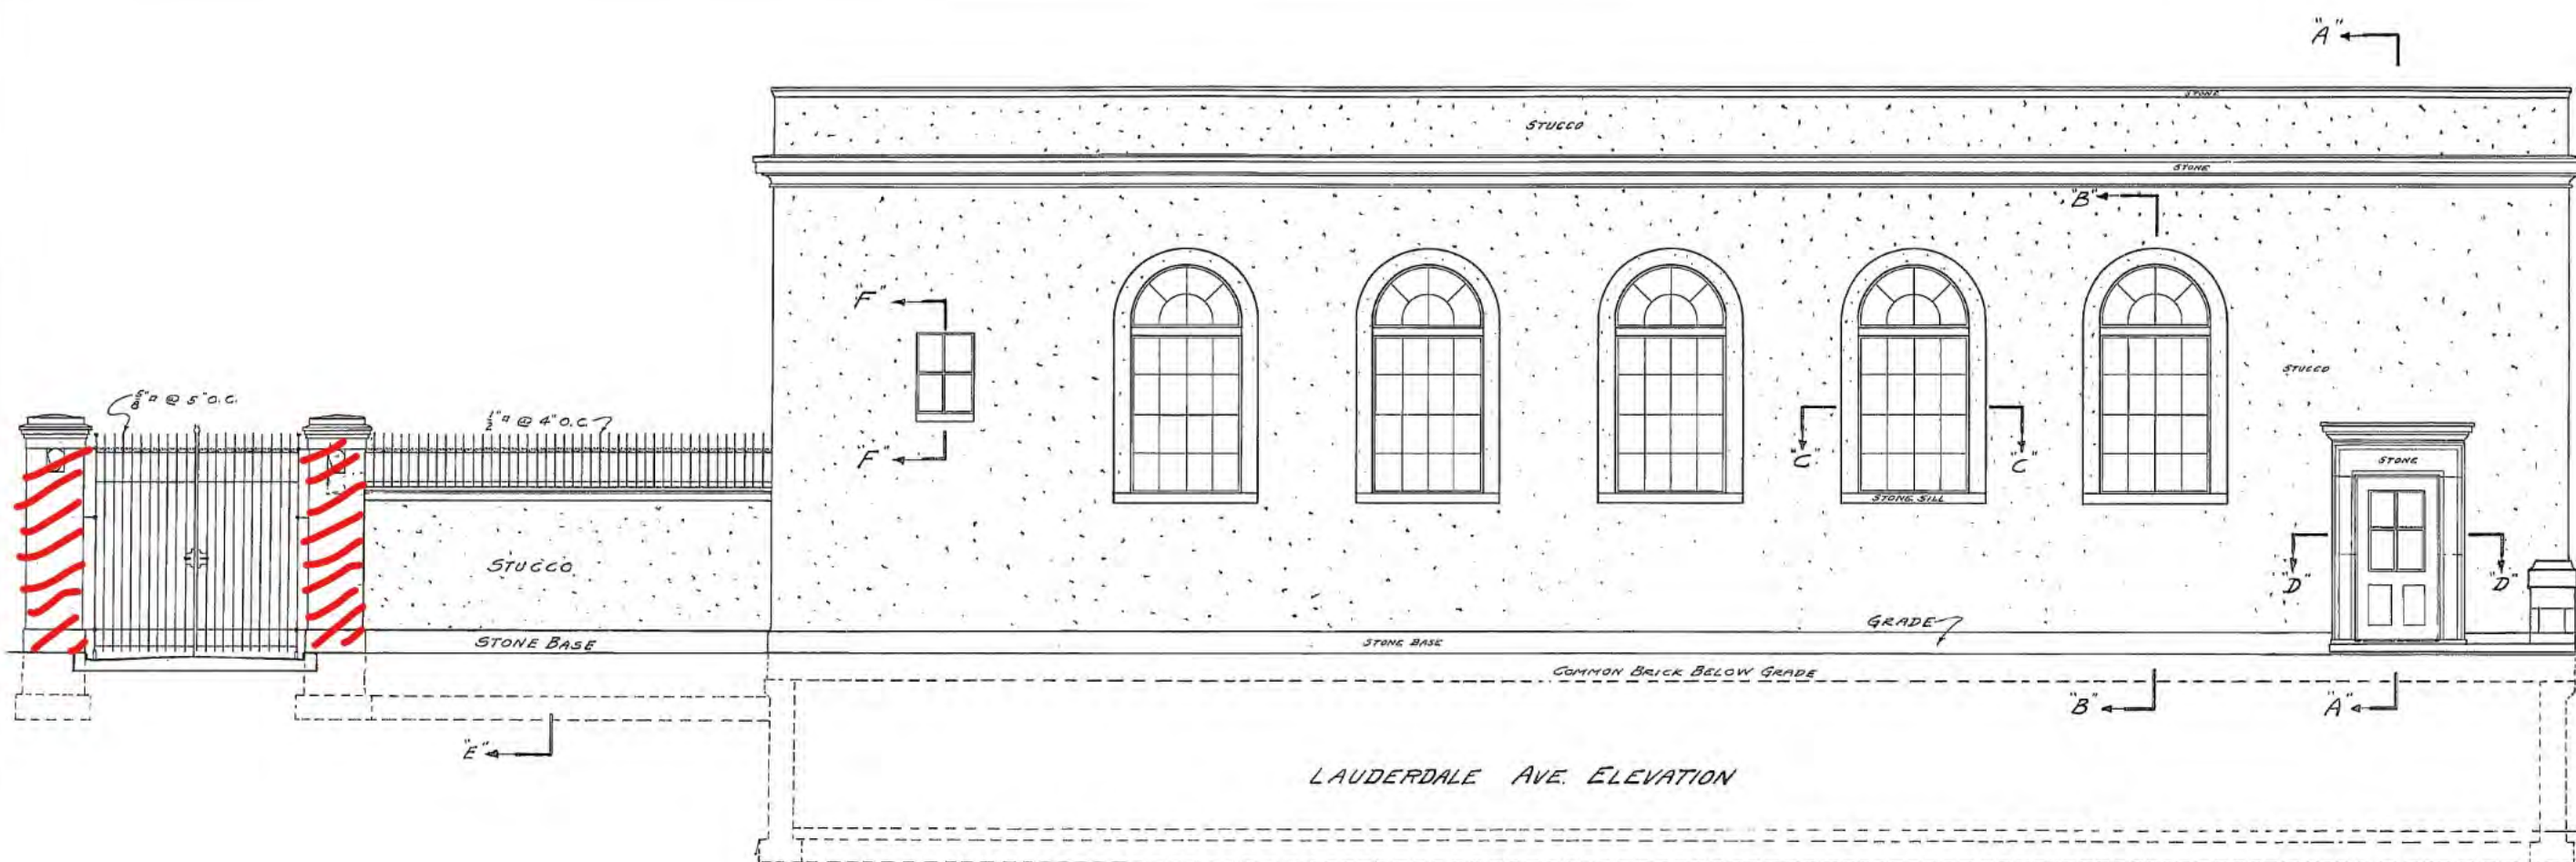 "A"
STONE
STUCCO
STONE
"B"
"F"
STUCCO
5/8"□ @ 5" O.C.
1/2"□ @ 4" O.C.
"F"
"C"
"C"
STONE
STONE SILL
STUCCO
"D"
"D"
GRADE
STONE BASE
STONE BASE
COMMON BRICK BELOW GRADE
"B"
"A"
"E"
LAUDERDALE AVE. ELEVATION